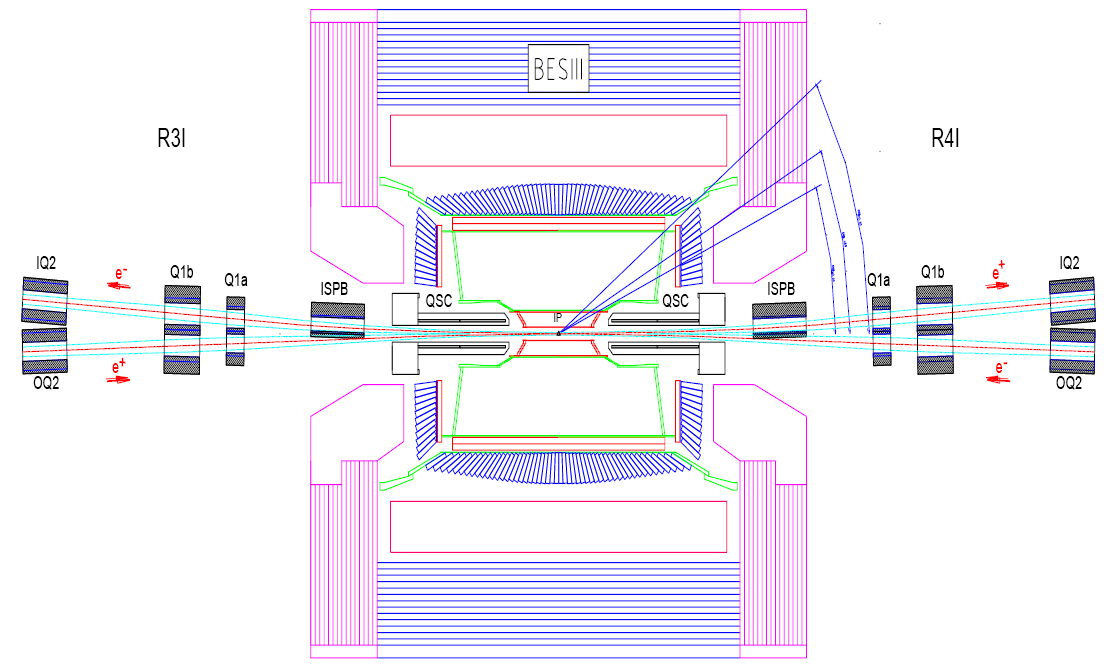 BESIII
R3I
R4I
IQ2
e-
Q1b
Q1a
ISPB
QSC
IP
QSC
ISPB
Q1a
Q1b
e+
IQ2
OQ2
e+
e-
OQ2